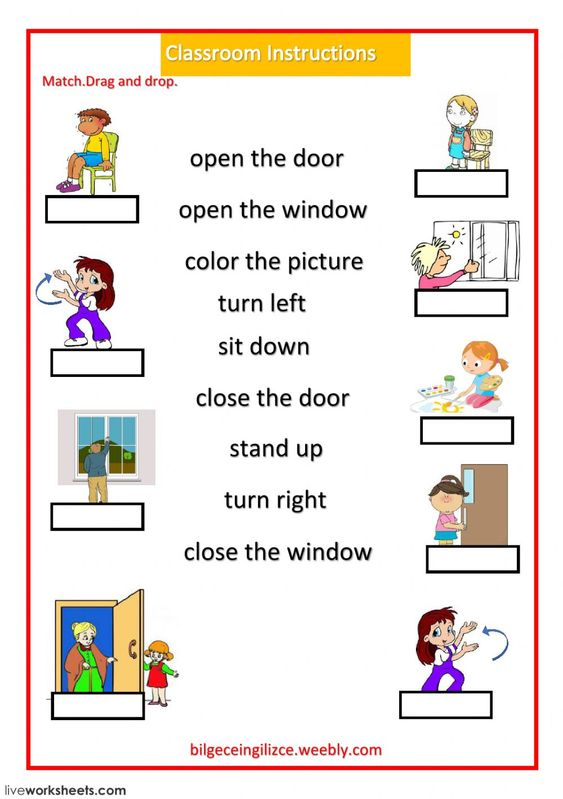 Classroom Instructions
Match.Drag and drop.
open the door
open the window
color the picture
turn left
sit down
close the door
stand up
turn right
close the window
bilgeceingilizce.weebly.com
liveworksheets.com